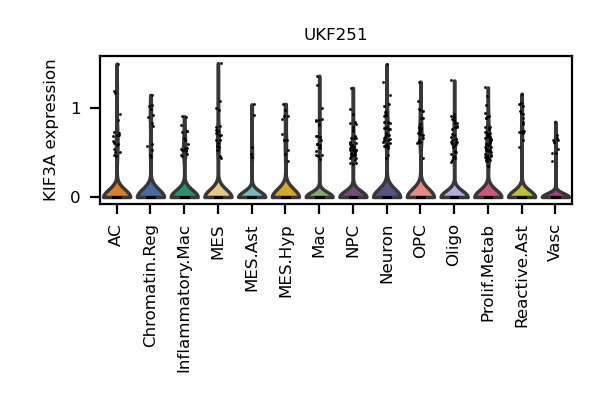 UKF251
KIF3A expression
1
0
AC
Chromatin.Reg
Inflammatory.Mac
MES
MES.Ast
MES.Hyp
Mac
NPC
Neuron
OPC
Oligo
Prolif.Metab
Reactive.Ast
Vasc